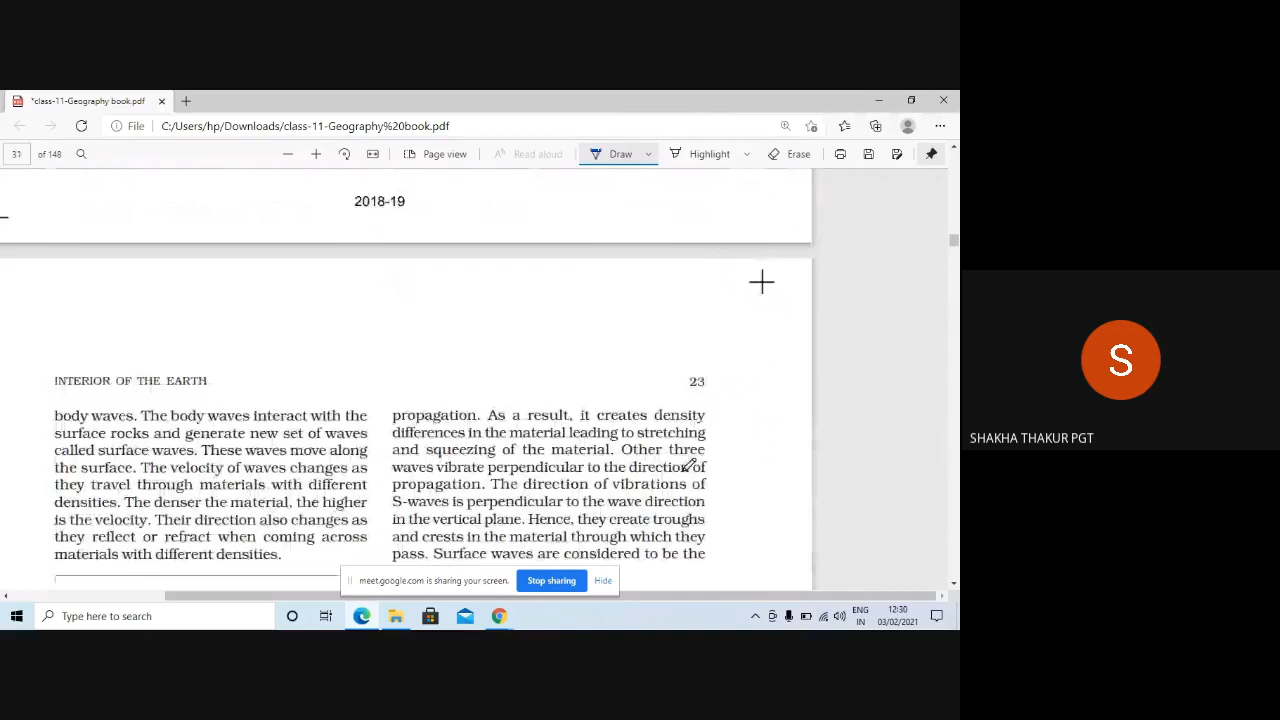 *class-11-Geography book.pdf
File
C:/Users/hp/Downloads/class-11-Geography%20book.pdf
31 of 148
Page view
Read aloud
Draw
Highlight
Erase
2018-19
INTERIOR OF THE EARTH
23
body waves. The body waves interact with the
surface rocks and generate new set of waves
called surface waves. These waves move along
the surface. The velocity of waves changes as
they travel through materials with different
densities. The denser the material, the higher
is the velocity. Their direction also changes as
they reflect or refract when coming across
materials with different densities.
propagation. As a result, it creates density
differences in the material leading to stretching
and squeezing of the material. Other three
waves vibrate perpendicular to the direction of
propagation. The direction of vibrations of
S-waves is perpendicular to the wave direction
in the vertical plane. Hence, they create troughs
and crests in the material through which they
pass. Surface waves are considered to be the
meet.google.com is sharing your screen.
Stop sharing
Hide
Type here to search
ENG
IN
12:30
03/02/2021
S
SHAKHA THAKUR PGT